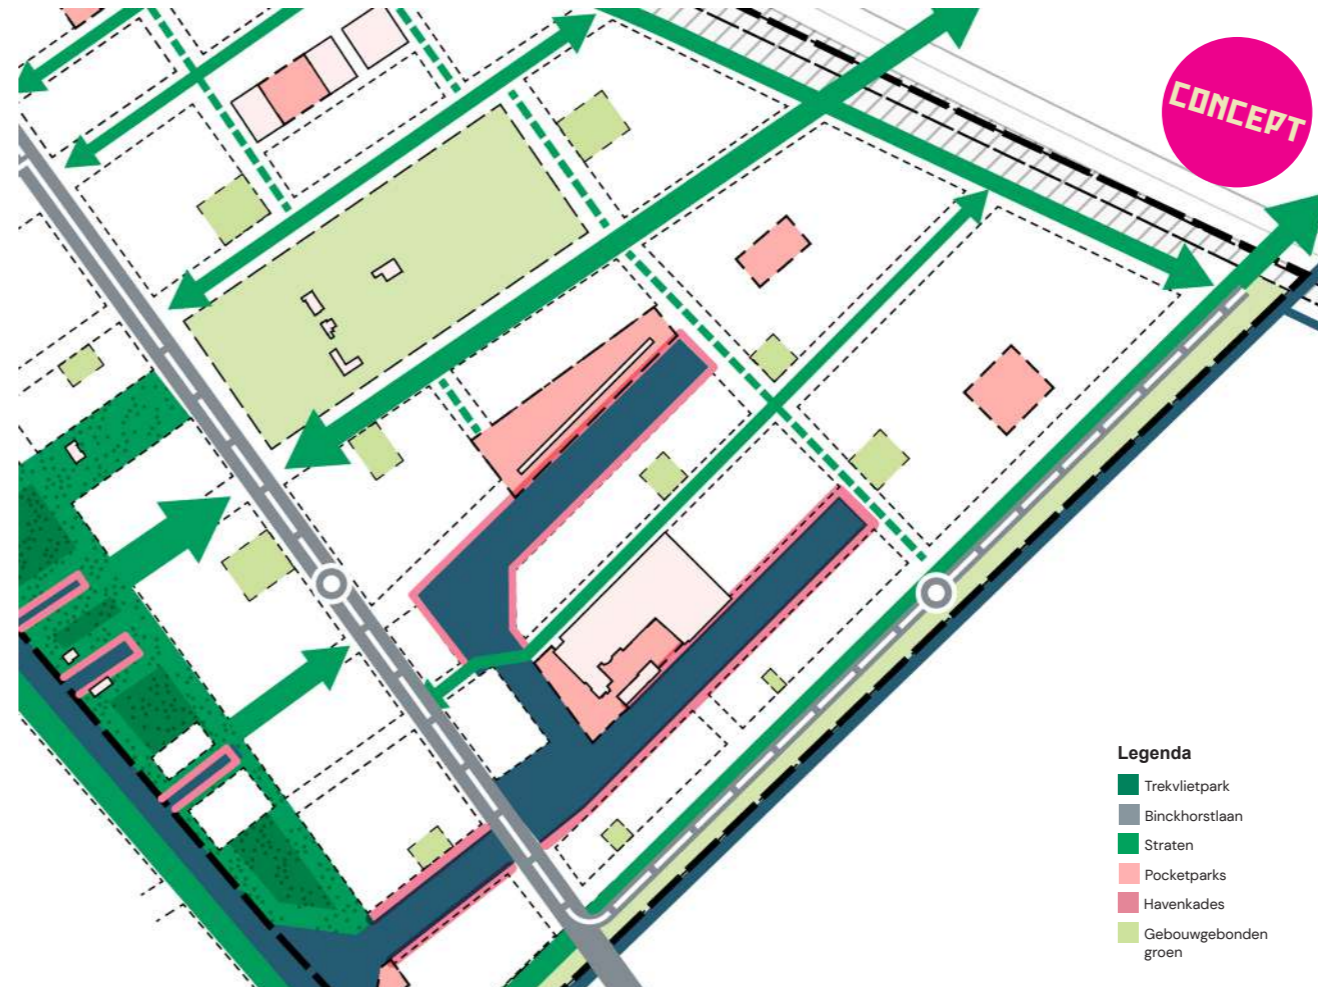 CONCEPT
Legenda
Trekvlietpark
Binckhorstlaan
Straten
Pocketparks
Havenkades
Gebouwgebonden
groen